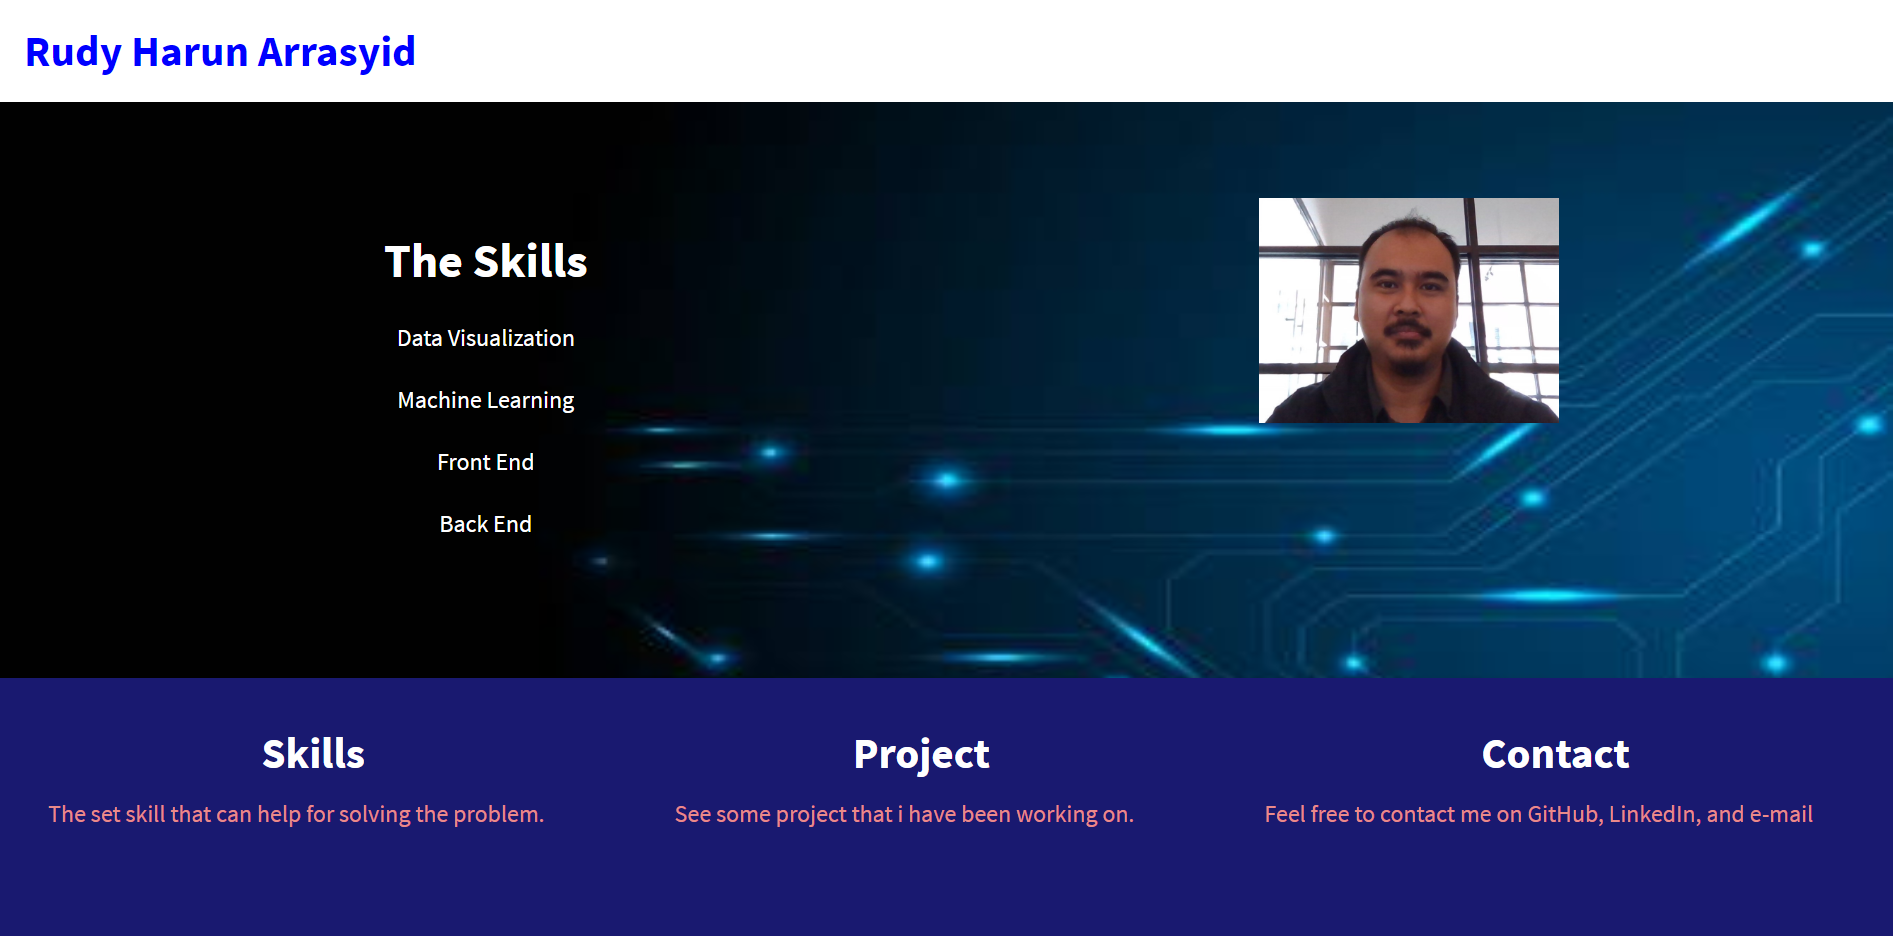 Rudy Harun Arrasyid
The Skills
Data Visualization
Machine Learning
Front End
Back End
Skills
The set skill that can help for solving the problem.
Project
See some project that i have been working on.
Contact
Feel free to contact me on GitHub, LinkedIn, and e-mail